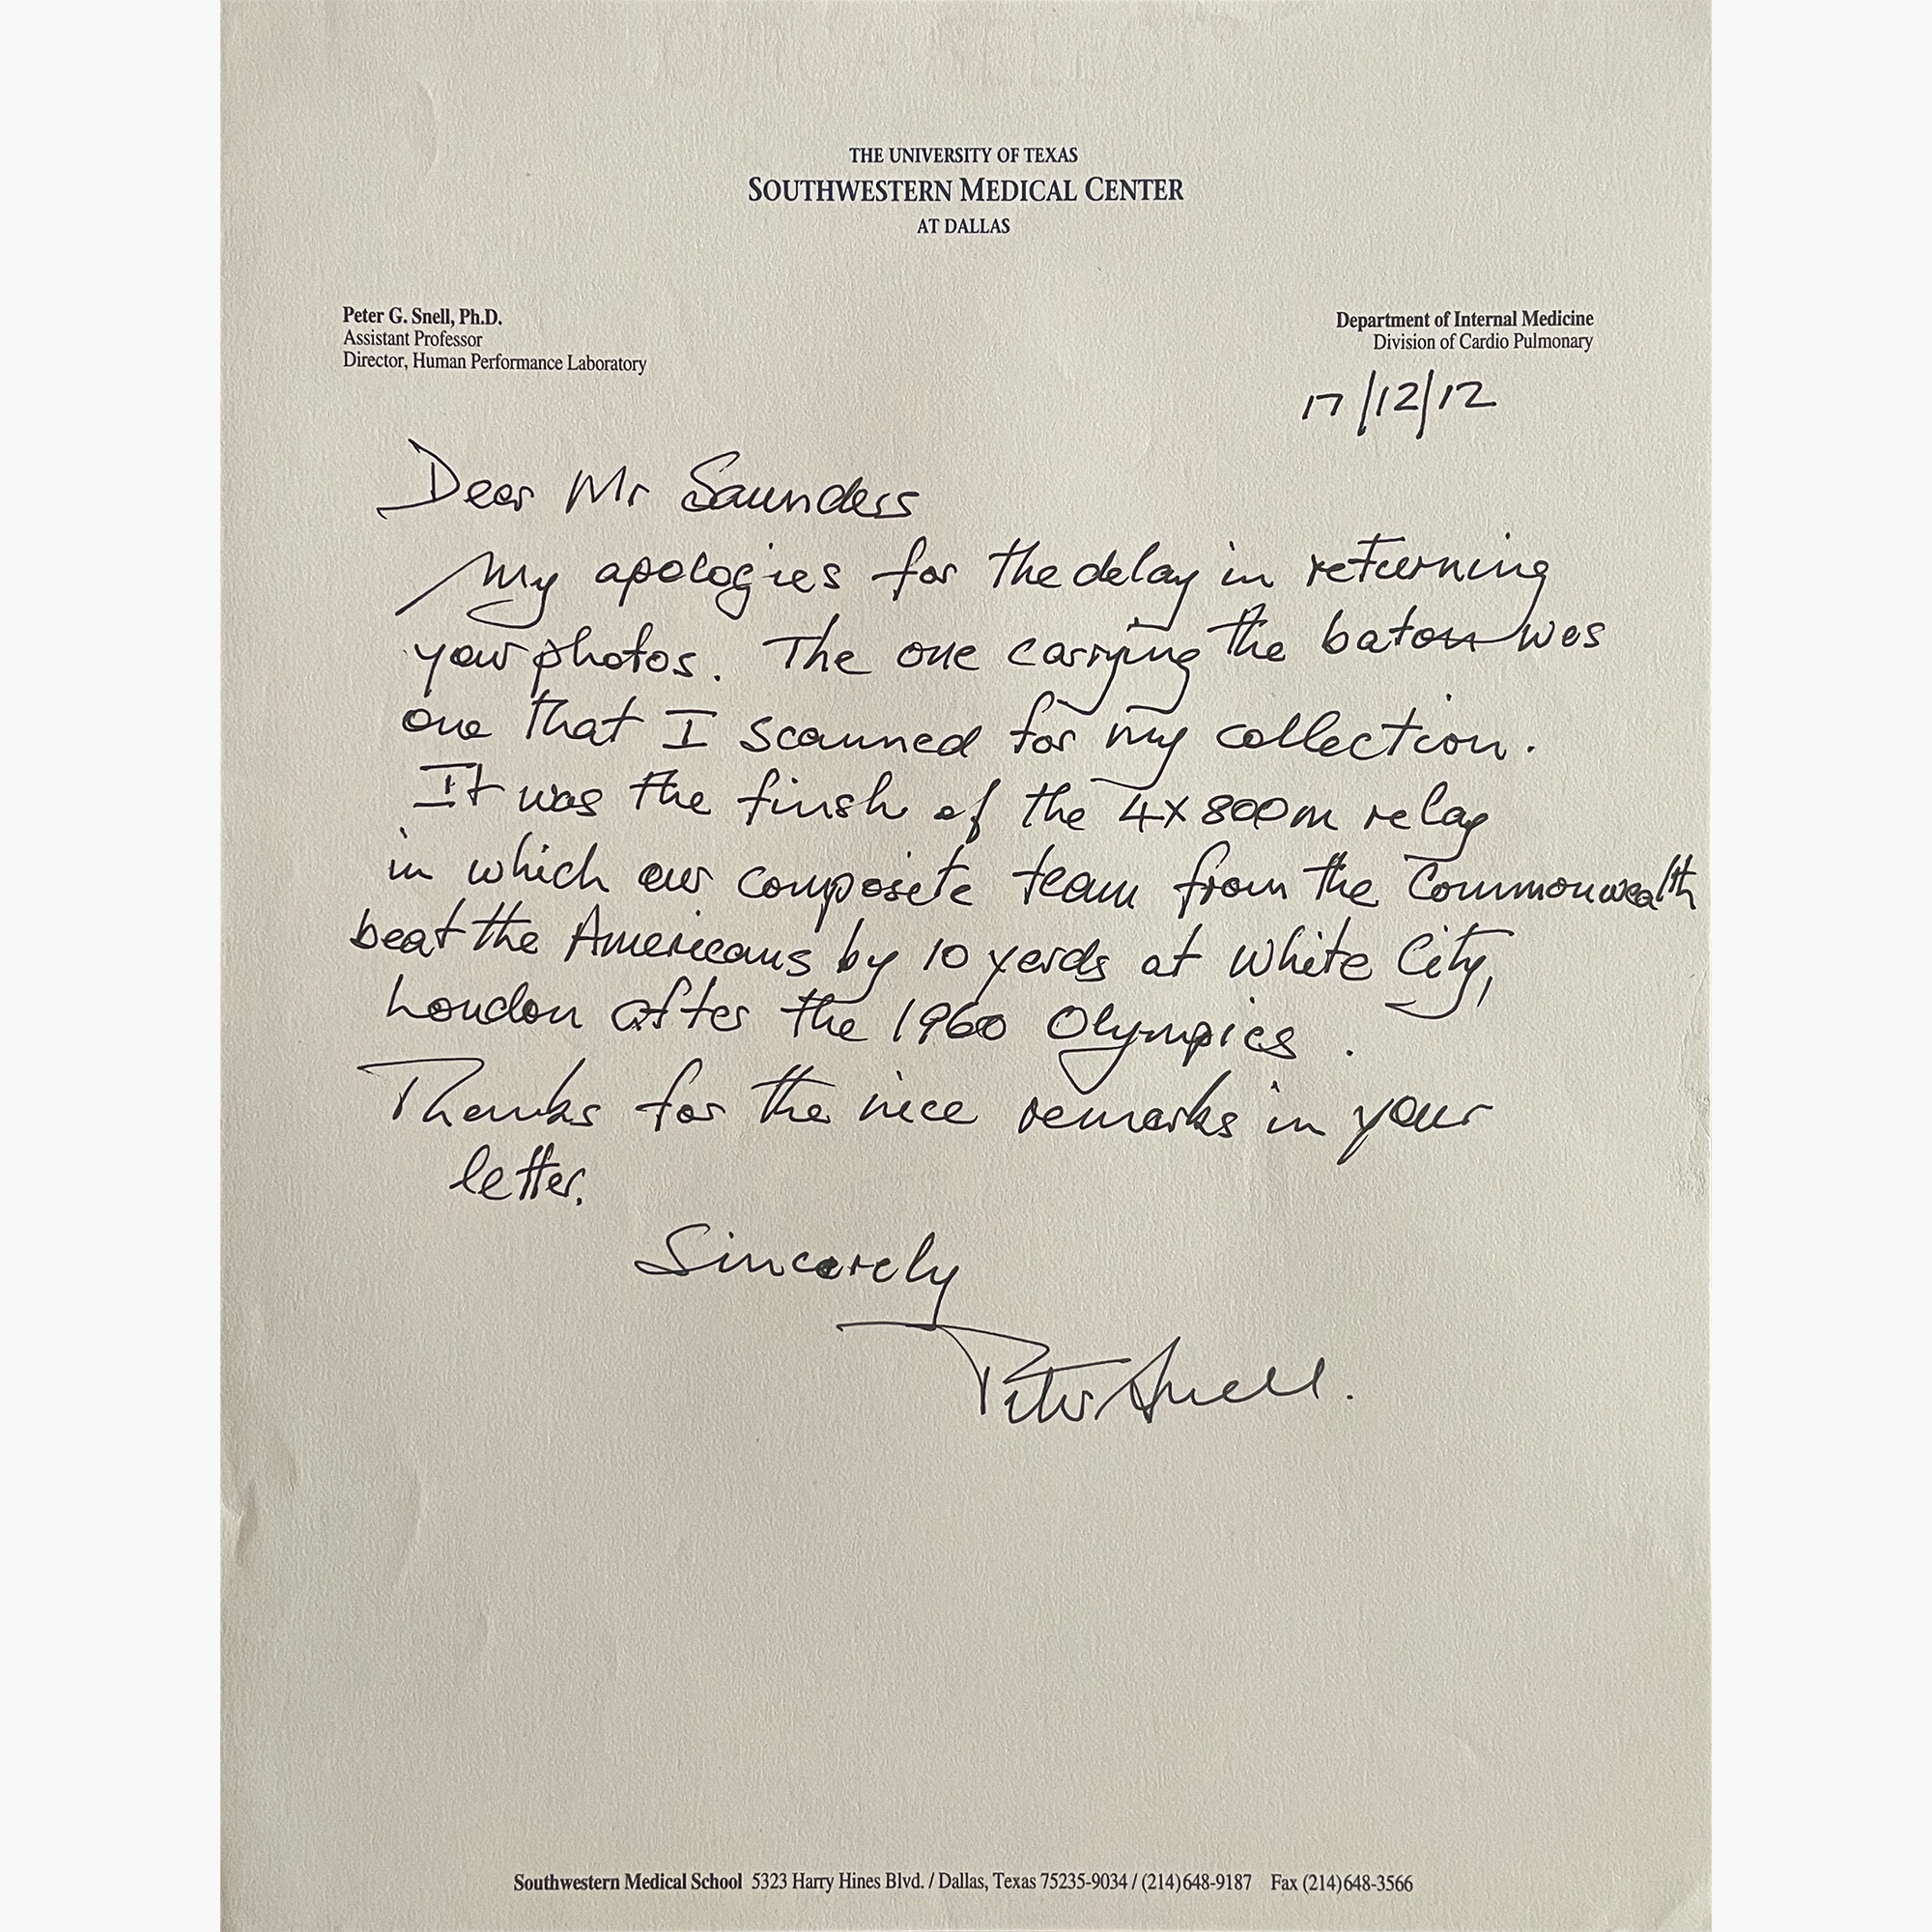 THE UNIVERSITY OF TEXAS
SOUTHWESTERN MEDICAL CENTER
AT DALLAS
Peter G. Snell, Ph.D.
Assistant Professor
Director, Human Performance Laboratory
Department of Internal Medicine
Division of Cardio Pulmonary
17/12/12
Dear Mr Saunders
My apologies for the delay in returning
your photos. The one carrying the baton was
one that I scanned for my collection.
It was the finish of the 4x800m relay
in which our composite team from the Commonwealth
beat the Americans by 10 yards at White City,
London after the 1960 Olympics.
Thanks for the nice remarks in your
letter.
Sincerely
Peter Snell.
Southwestern Medical School 5323 Harry Hines Blvd. / Dallas, Texas 75235-9034 / (214)648-9187 Fax (214)648-3566